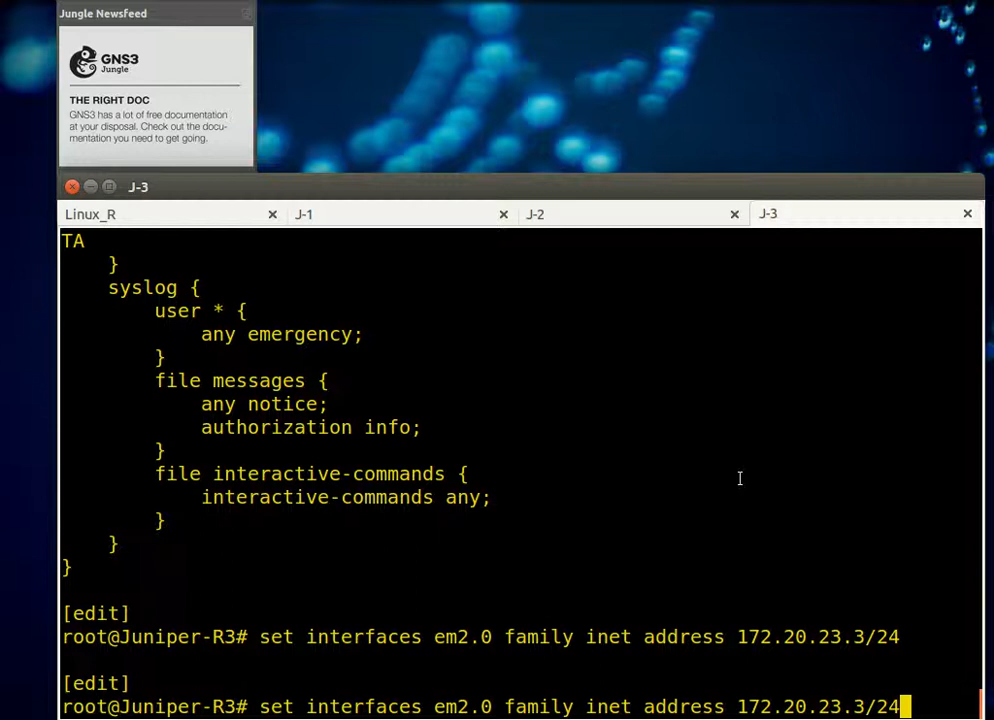 Jungle Newsfeed
GNS3
Jungle
THE RIGHT DOC
GNS3 has a lot of free documentation
at your disposal. Check out the docu-
mentation you need to get going.
J-3
Linux_R
J-1
J-2
J-3
TA
    }
    syslog {
        user * {
            any emergency;
        }
        file messages {
            any notice;
            authorization info;
        }
        file interactive-commands {
            interactive-commands any;
        }
    }
}
[edit]
root@Juniper-R3# set interfaces em2.0 family inet address 172.20.23.3/24
[edit]
root@Juniper-R3# set interfaces em2.0 family inet address 172.20.23.3/24